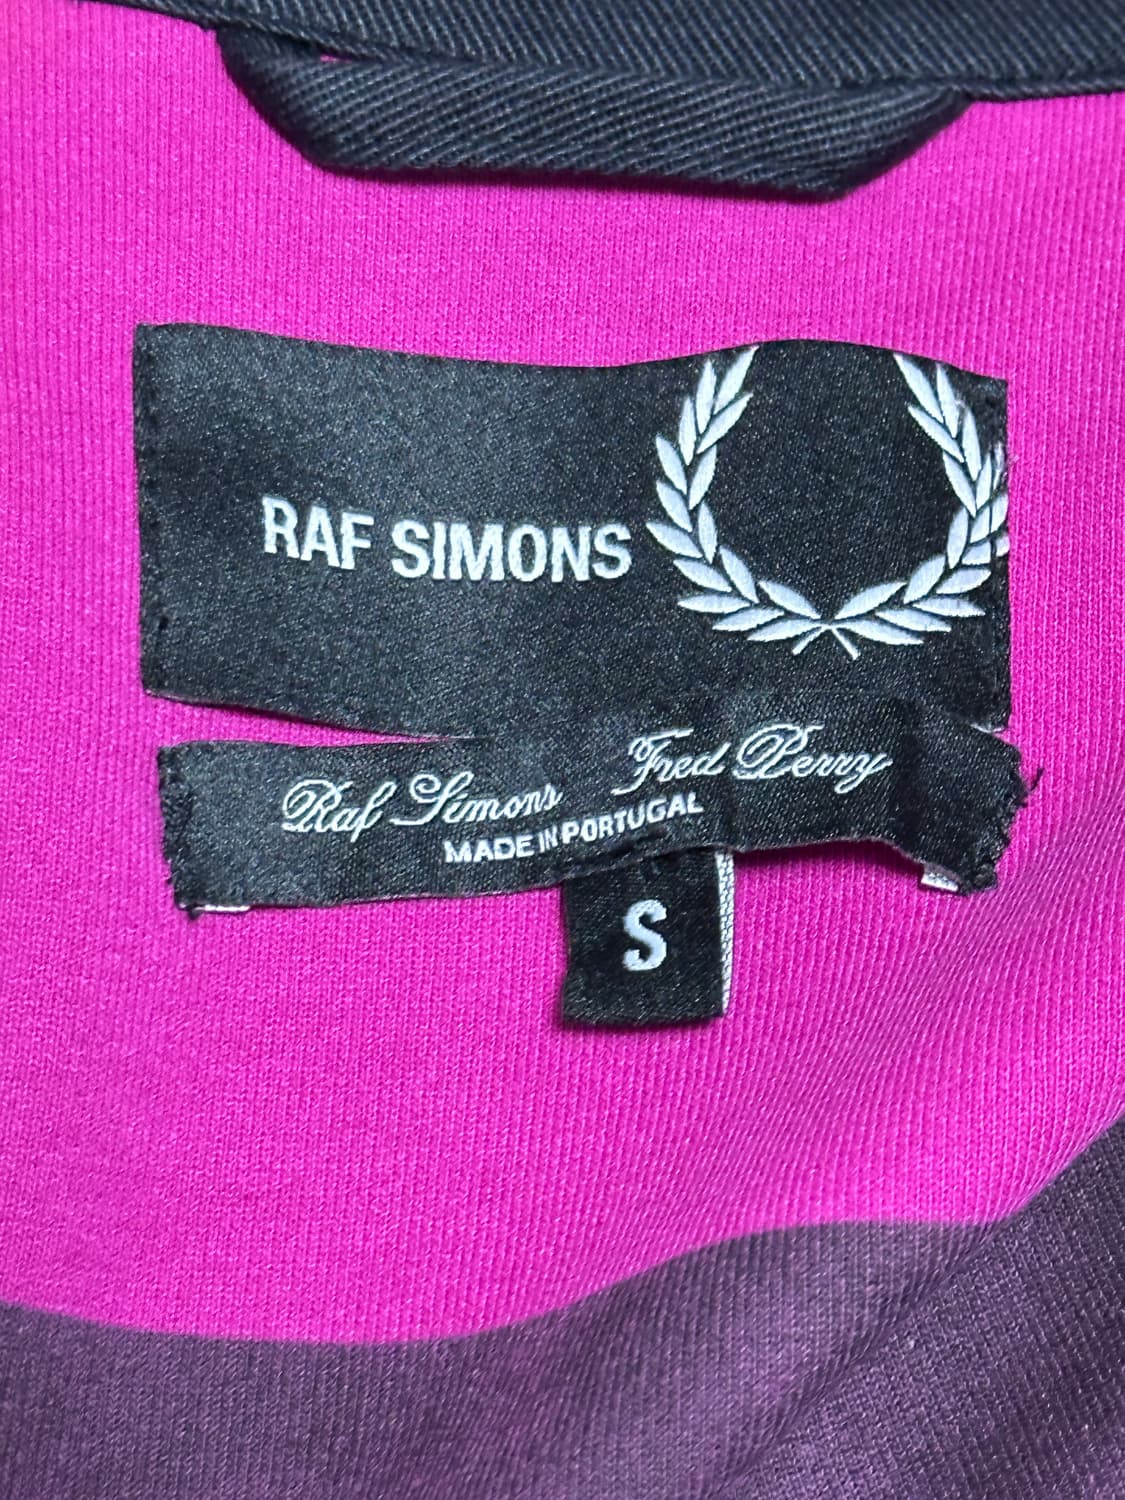 RAF SIMONS
Raf Simons Fred Perry
MADE IN PORTUGAL
S